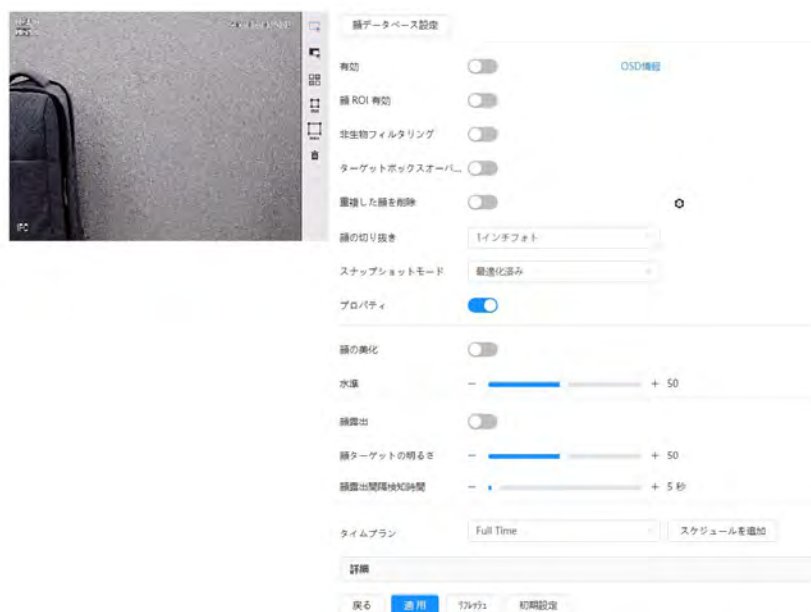 顔データベース設定
有効
OSD情報
顔 ROI 有効
非生物フィルタリング
ターゲットボックスオーバ...
重複した顔を削除
顔の切り抜き 1インチフォト
スナップショットモード 最適化済み
プロパティ
顔の美化
水準 - + 50
顔露出
顔ターゲットの明るさ - + 50
顔露出間隔検知時間 - + 5 秒
タイムプラン Full Time スケジュールを追加
詳細
戻る 適用 リフレッシュ 初期設定
IFC